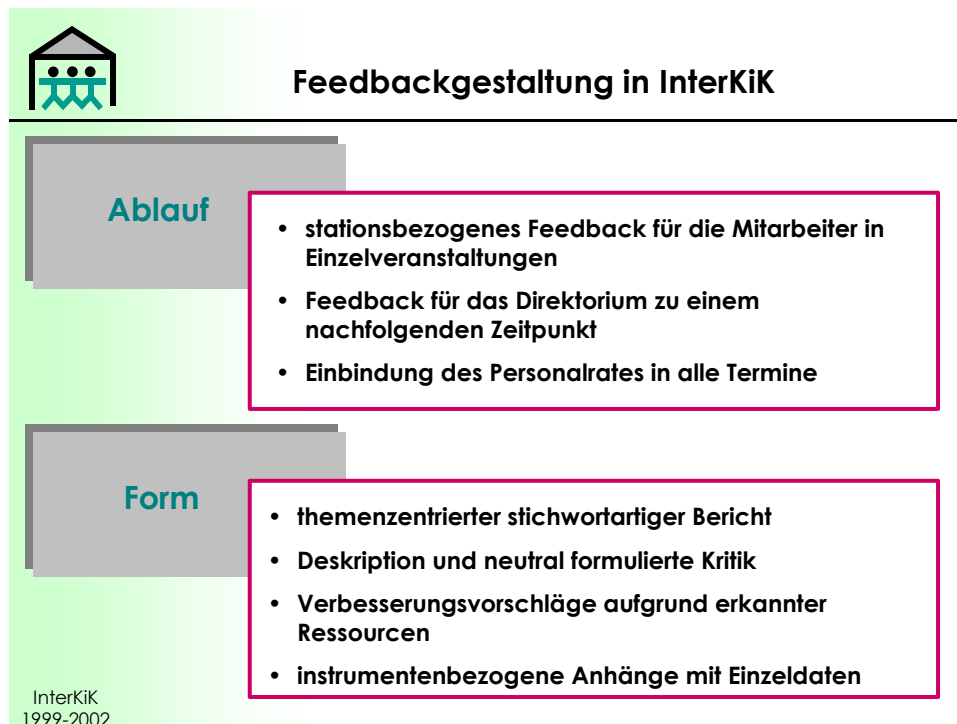 Feedbackgestaltung in InterKiK
Ablauf
• stationsbezogenes Feedback für die Mitarbeiter in
Einzelveranstaltungen
• Feedback für das Direktorium zu einem
nachfolgenden Zeitpunkt
• Einbindung des Personalrates in alle Termine
Form
• themenzentrierter stichwortartiger Bericht
• Deskription und neutral formulierte Kritik
• Verbesserungsvorschläge aufgrund erkannter
Ressourcen
• instrumentenbezogene Anhänge mit Einzeldaten
InterKiK
1999-2002